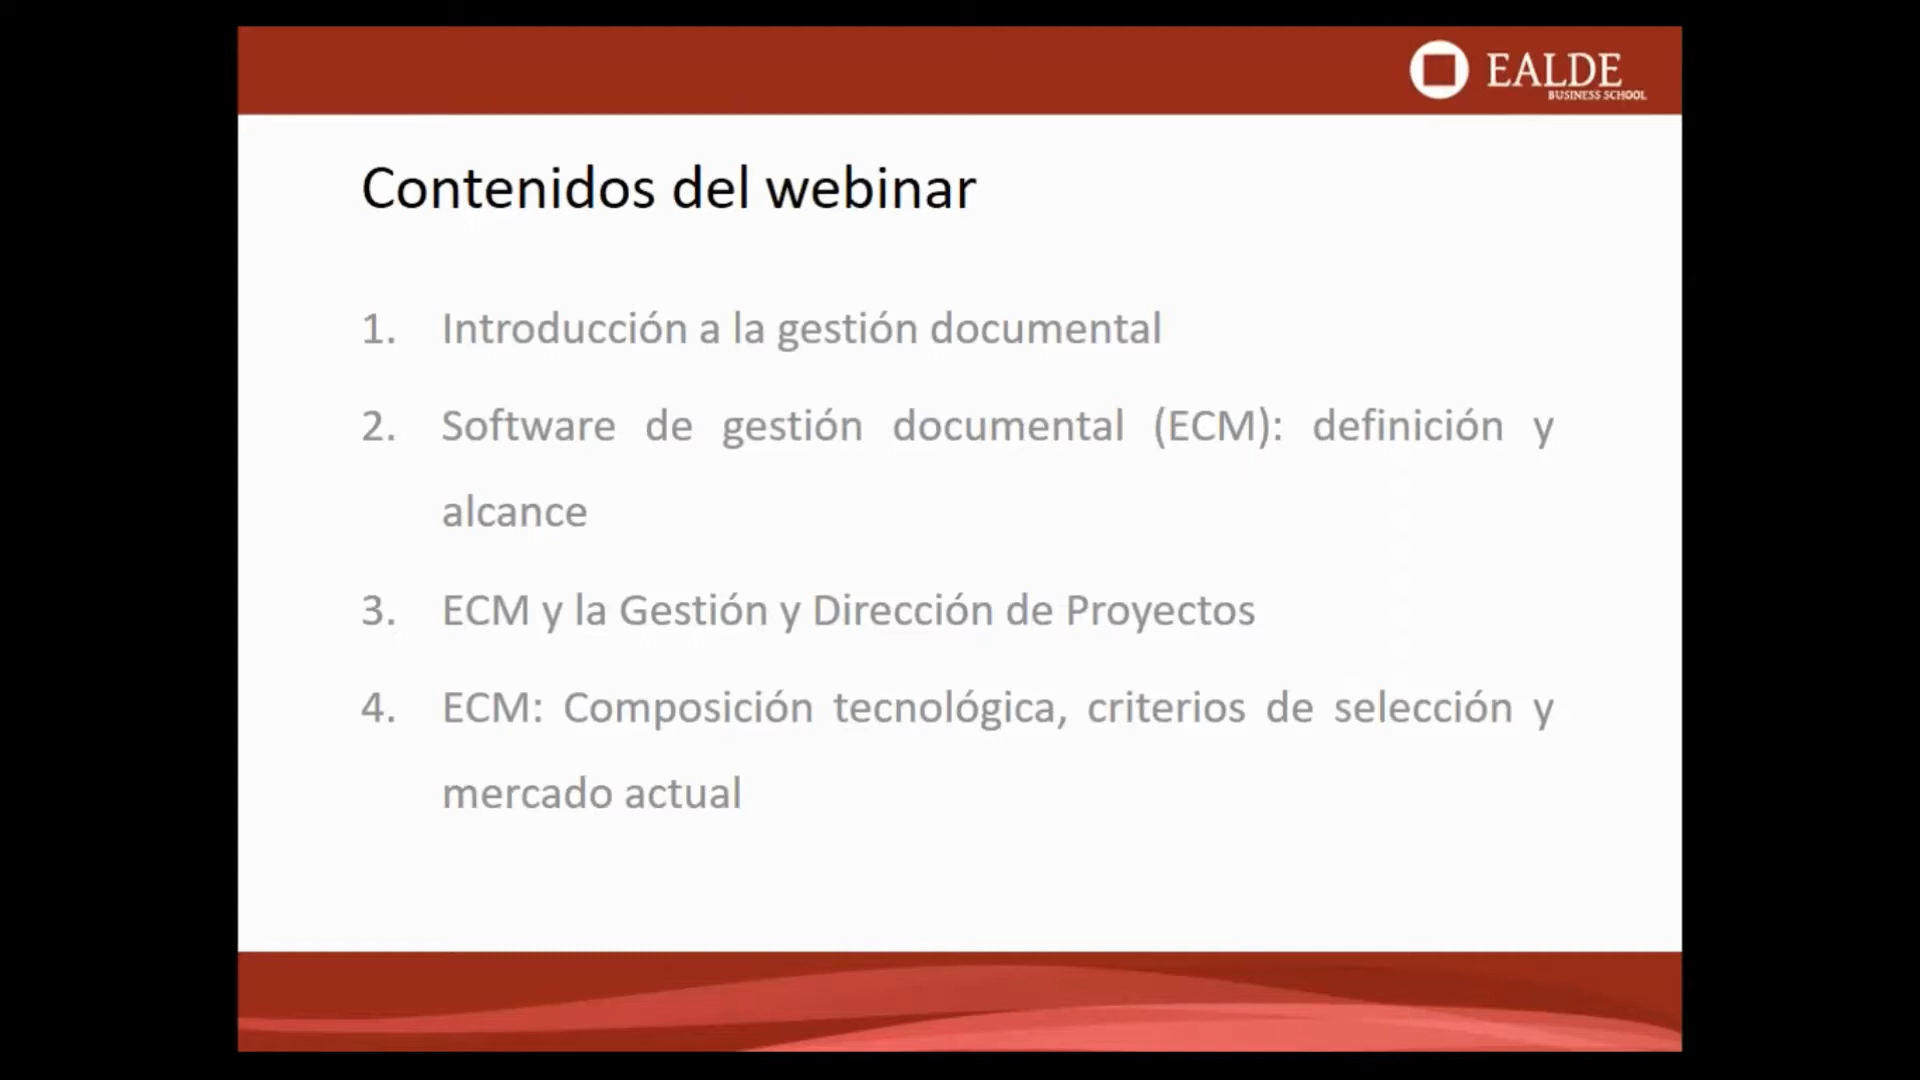 EALDE
BUSINESS SCHOOL
Contenidos del webinar
1. Introducción a la gestión documental
2. Software de gestión documental (ECM): definición y
alcance
3. ECM y la Gestión y Dirección de Proyectos
4. ECM: Composición tecnológica, criterios de selección y
mercado actual